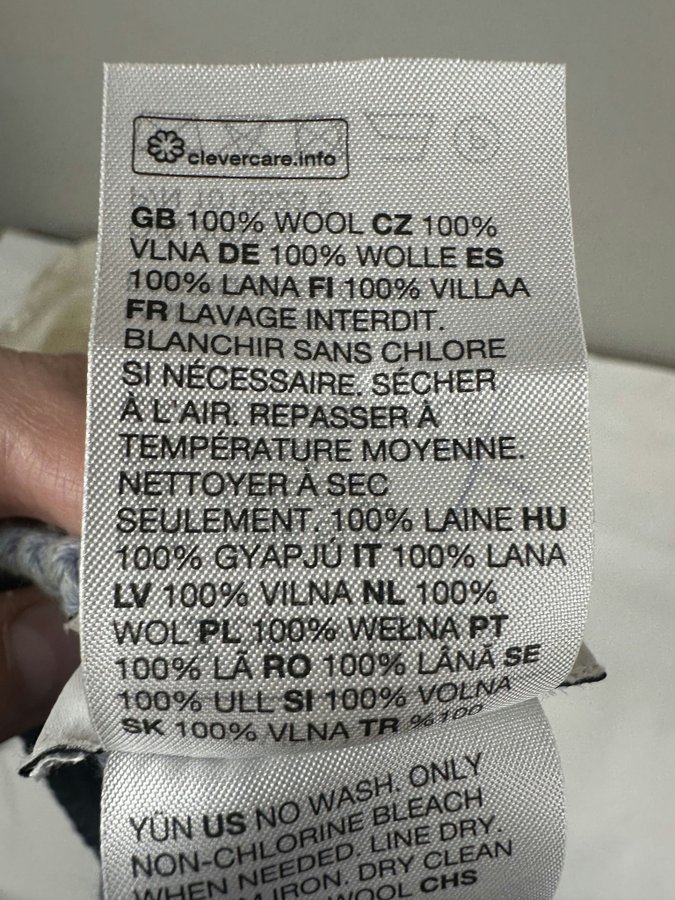 clevercare.info
GB 100% WOOL CZ 100%
VLNA DE 100% WOLLE ES
100% LANA FI 100% VILLAA
FR LAVAGE INTERDIT.
BLANCHIR SANS CHLORE
SI NÉCESSAIRE. SÉCHER
À L'AIR. REPASSER À
TEMPÉRATURE MOYENNE.
NETTOYER À SEC
SEULEMENT. 100% LAINE HU
100% GYAPJÚ IT 100% LANA
LV 100% VILNA NL 100%
WOL PL 100% WEŁNA PT
100% LÃ RO 100% LÂNĂ SE
100% ULL SI 100% VOLNA
SK 100% VLNA TR %100
YÜN US NO WASH. ONLY
NON-CHLORINE BLEACH
WHEN NEEDED. LINE DRY.
IRON. DRY CLEAN
WOOL CHS